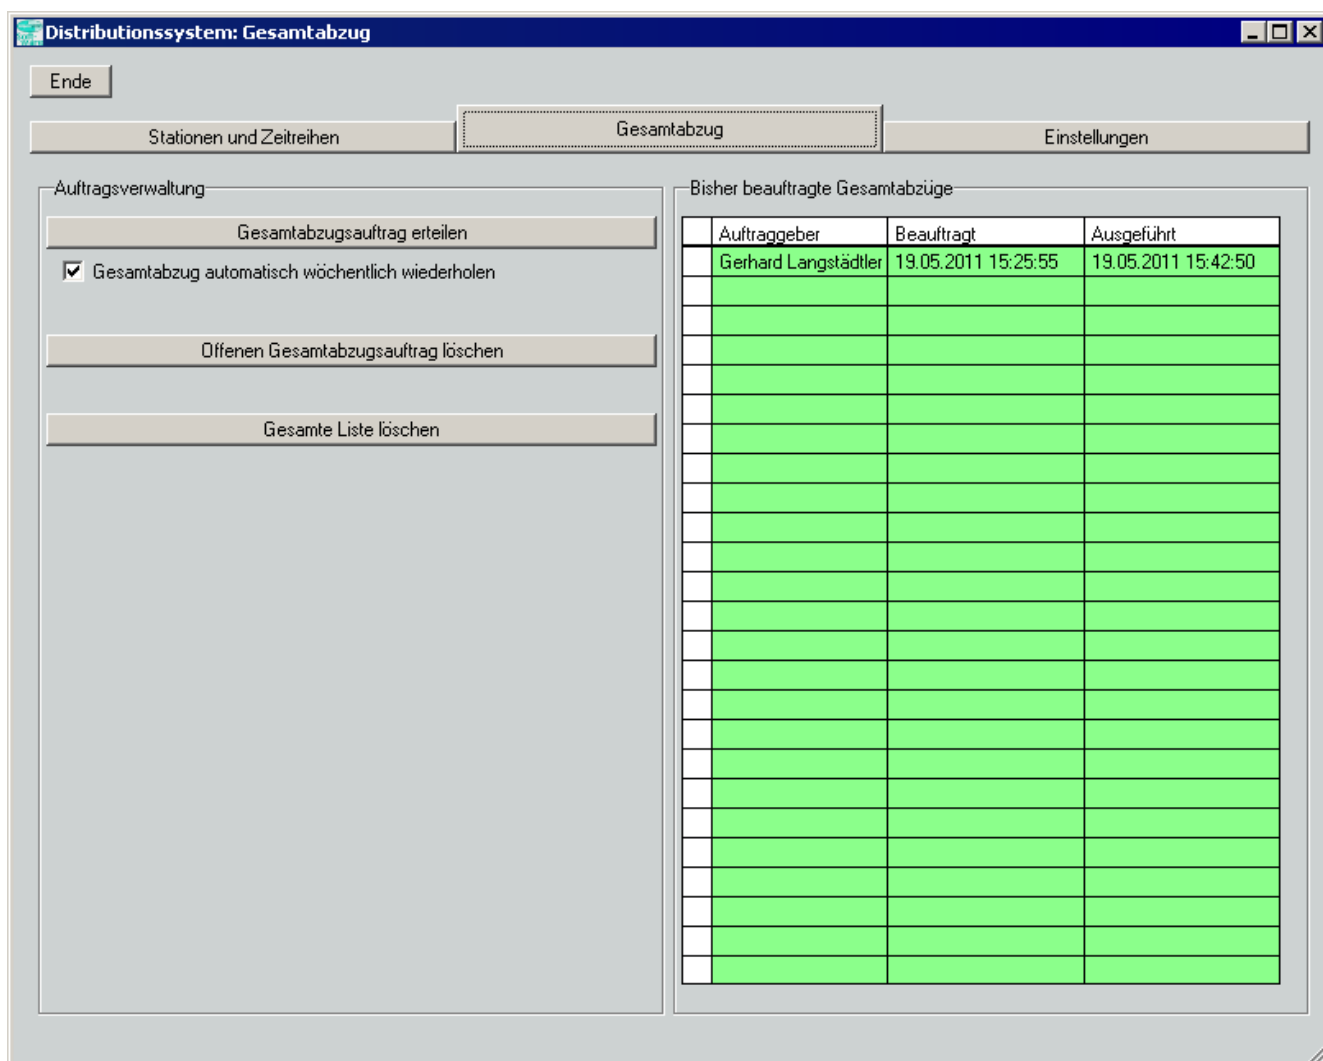 Distributionssystem: Gesamtabzug
Ende
Stationen und Zeitreihen
Gesamtabzug
Einstellungen
Auftragsverwaltung
Gesamtabzugsauftrag erteilen
Gesamtabzug automatisch wöchentlich wiederholen
Offenen Gesamtabzugsauftrag löschen
Gesamte Liste löschen
Bisher beauftragte Gesamtabzüge
Auftraggeber Beauftragt Ausgeführt
Gerhard Langstädtler 19.05.2011 15:25:55 19.05.2011 15:42:50